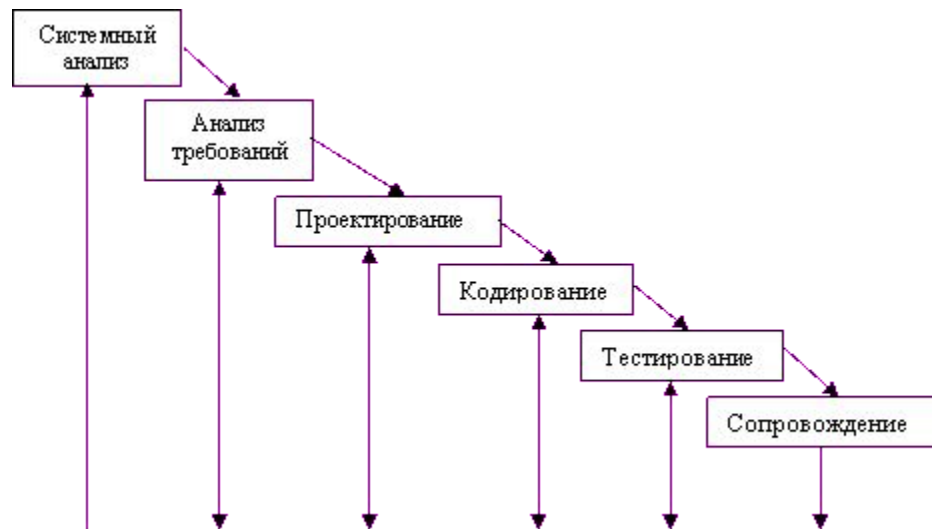 Системный
анализ
Анализ
требований
Проектирование
Кодирование
Тестирование
Сопровождение